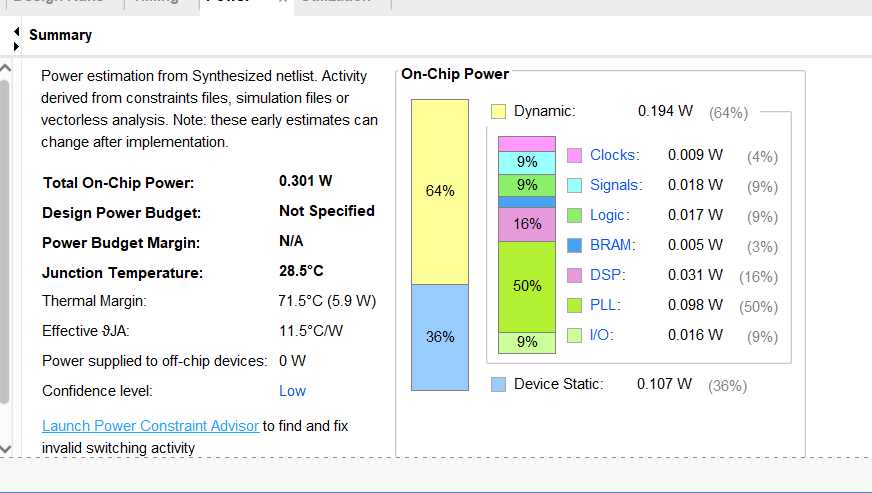 Power
Summary
Power estimation from Synthesized netlist. Activity
derived from constraints files, simulation files or
vectorless analysis. Note: these early estimates can
change after implementation.
Total On-Chip Power: 0.301 W
Design Power Budget: Not Specified
Power Budget Margin: N/A
Junction Temperature: 28.5°C
Thermal Margin: 71.5°C (5.9 W)
Effective ϑJA: 11.5°C/W
Power supplied to off-chip devices: 0 W
Confidence level: Low
Launch Power Constraint Advisor to find and fix
invalid switching activity
On-Chip Power
64%
36%
Dynamic: 0.194 W (64%)
9%
9%
16%
50%
9%
Clocks: 0.009 W (4%)
Signals: 0.018 W (9%)
Logic: 0.017 W (9%)
BRAM: 0.005 W (3%)
DSP: 0.031 W (16%)
PLL: 0.098 W (50%)
I/O: 0.016 W (9%)
Device Static: 0.107 W (36%)